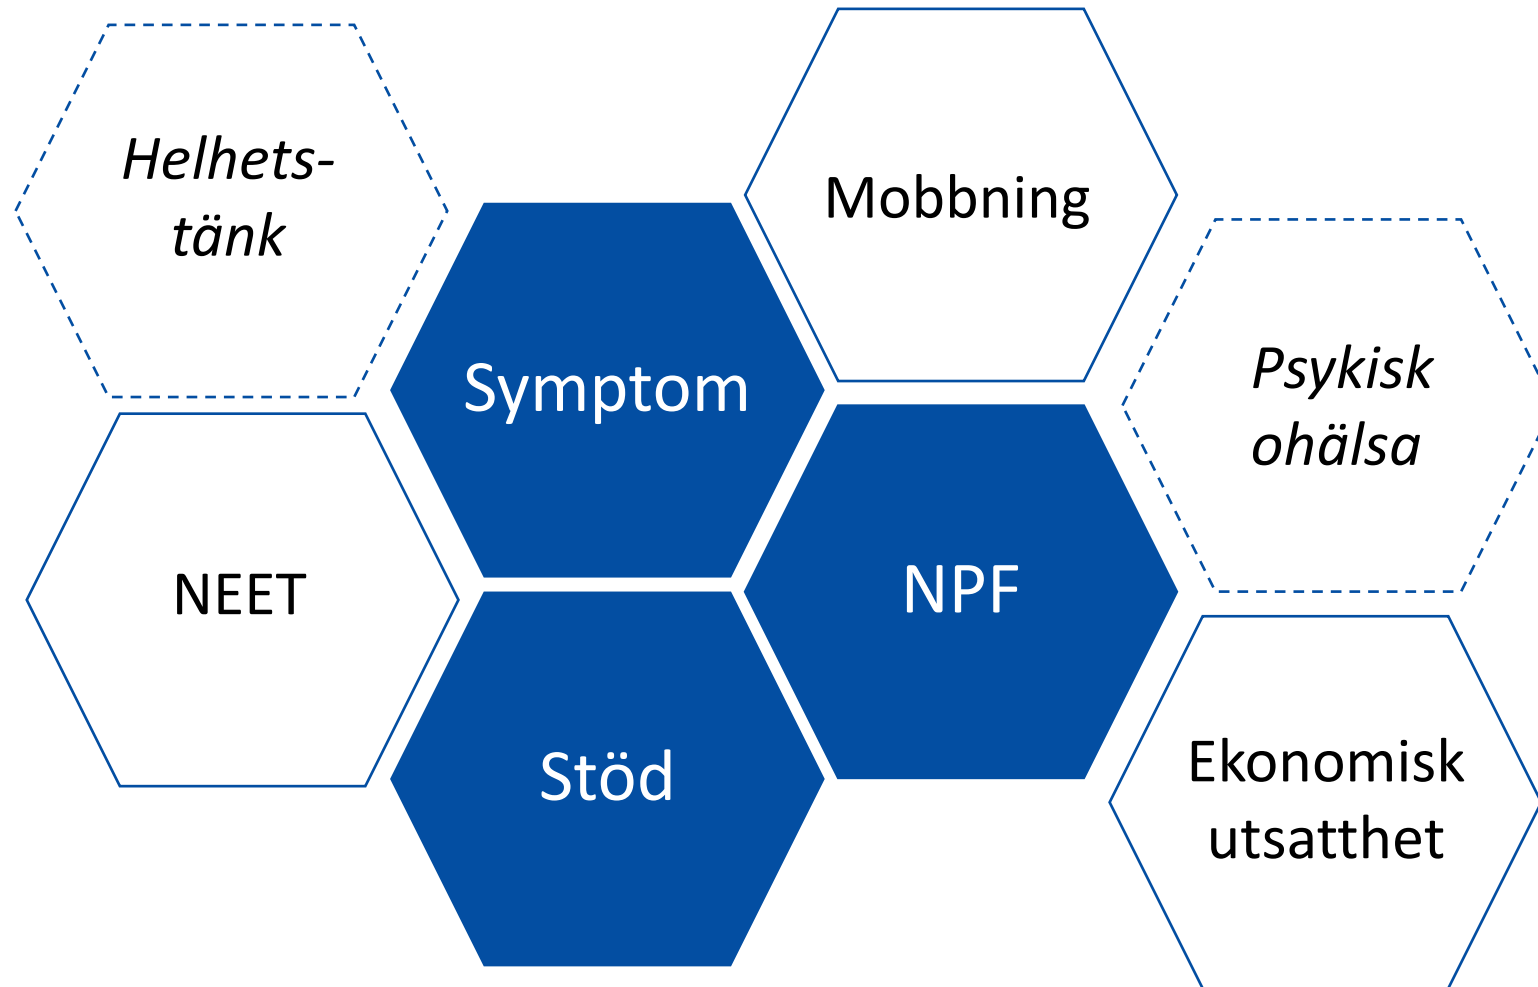 Helhets-
tänk
Mobbning
Symptom
Psykisk
ohälsa
NEET
NPF
Stöd
Ekonomisk
utsatthet